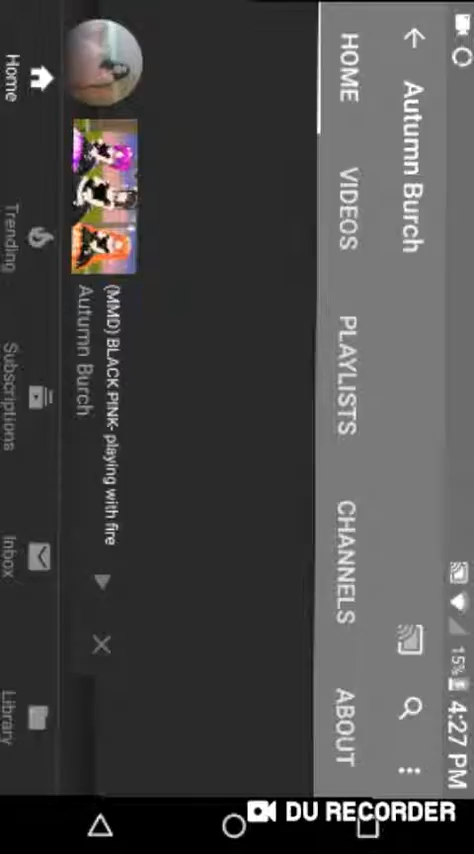 15% 4:27 PM
Autumn Burch
HOME VIDEOS PLAYLISTS CHANNELS ABOUT
(MMD) BLACK PINK- playing with fire
Autumn Burch
Home Trending Subscriptions Inbox Library
DU RECORDER